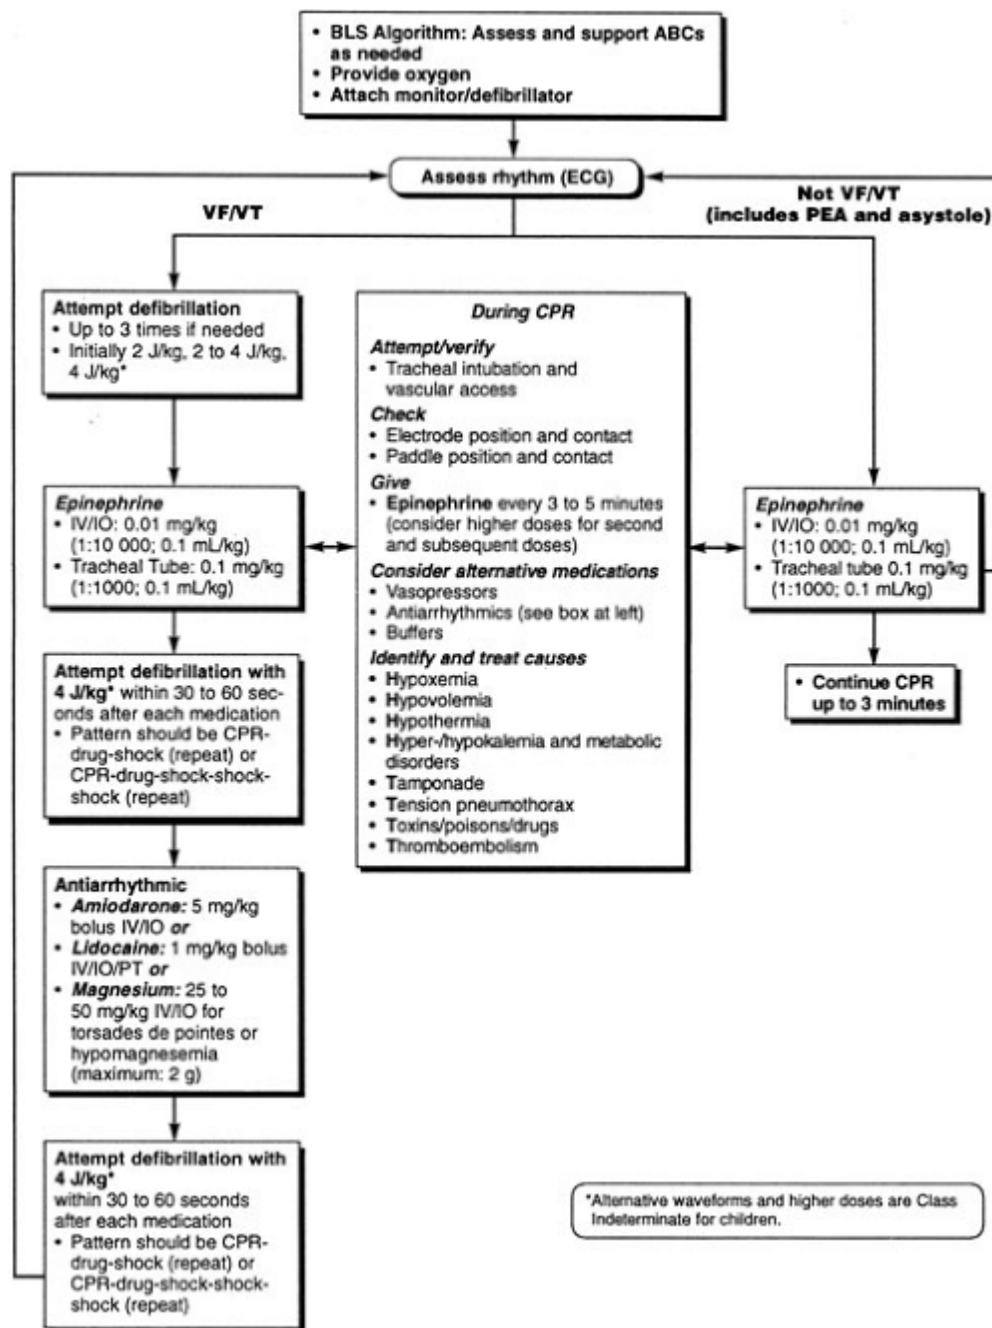 • BLS Algorithm: Assess and support ABCs
as needed
• Provide oxygen
• Attach monitor/defibrillator
Assess rhythm (ECG)
VF/VT
Not VF/VT
(includes PEA and asystole)
Attempt defibrillation
• Up to 3 times if needed
• Initially 2 J/kg, 2 to 4 J/kg,
4 J/kg*
Epinephrine
• IV/IO: 0.01 mg/kg
(1:10 000; 0.1 mL/kg)
• Tracheal Tube: 0.1 mg/kg
(1:1000; 0.1 mL/kg)
Attempt defibrillation with
4 J/kg* within 30 to 60 sec-
onds after each medication
• Pattern should be CPR-
drug-shock (repeat) or
CPR-drug-shock-shock-
shock (repeat)
Antiarrhythmic
• Amiodarone: 5 mg/kg
bolus IV/IO or
• Lidocaine: 1 mg/kg bolus
IV/IO/PT or
• Magnesium: 25 to
50 mg/kg IV/IO for
torsades de pointes or
hypomagnesemia
(maximum: 2 g)
Attempt defibrillation with
4 J/kg*
within 30 to 60 seconds
after each medication
• Pattern should be CPR-
drug-shock (repeat) or
CPR-drug-shock-shock-
shock (repeat)
During CPR
Attempt/verify
• Tracheal intubation and
vascular access
Check
• Electrode position and contact
• Paddle position and contact
Give
• Epinephrine every 3 to 5 minutes
(consider higher doses for second
and subsequent doses)
Consider alternative medications
• Vasopressors
• Antiarrhythmics (see box at left)
• Buffers
Identify and treat causes
• Hypoxemia
• Hypovolemia
• Hypothermia
• Hyper-/hypokalemia and metabolic
disorders
• Tamponade
• Tension pneumothorax
• Toxins/poisons/drugs
• Thromboembolism
Epinephrine
• IV/IO: 0.01 mg/kg
(1:10 000; 0.1 mL/kg)
• Tracheal tube 0.1 mg/kg
(1:1000; 0.1 mL/kg)
• Continue CPR
up to 3 minutes
*Alternative waveforms and higher doses are Class
Indeterminate for children.